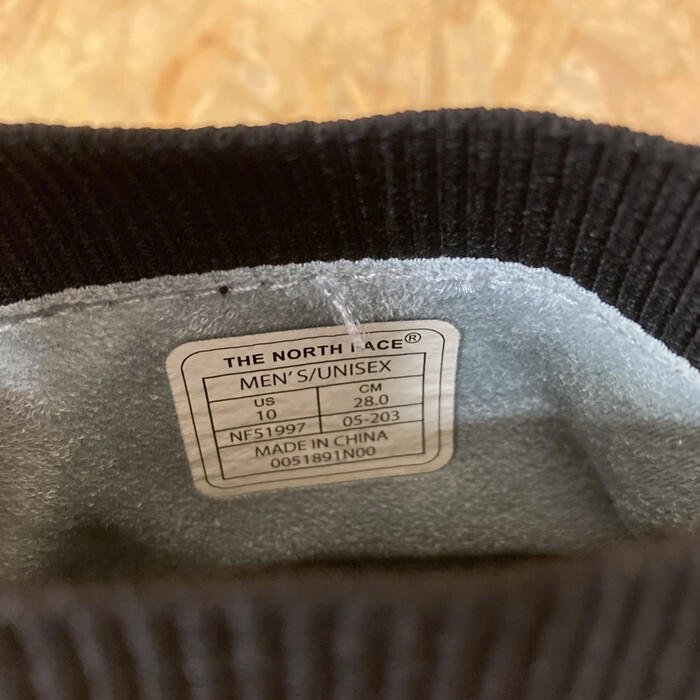 THE NORTH FACE®
MEN'S/UNISEX
US CM
10 28.0
NF51997 05-203
MADE IN CHINA
0051891N00